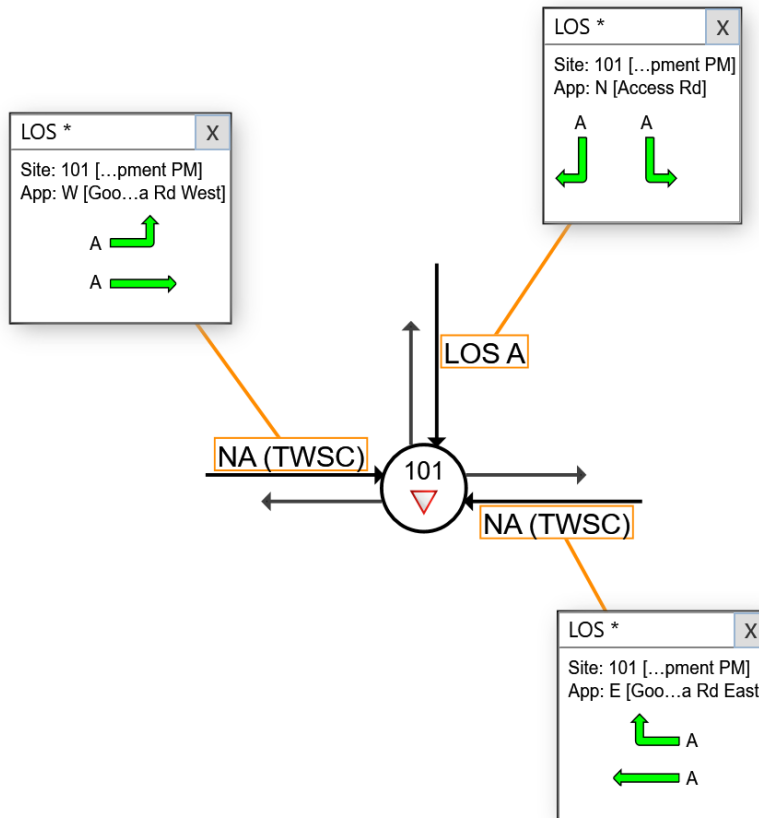 LOS * X
Site: 101 [...pment PM]
App: N [Access Rd]
A A
LOS * X
Site: 101 [...pment PM]
App: W [Goo...a Rd West]
A
A
LOS A
NA (TWSC)
101
NA (TWSC)
LOS * X
Site: 101 [...pment PM]
App: E [Goo...a Rd East
A
A